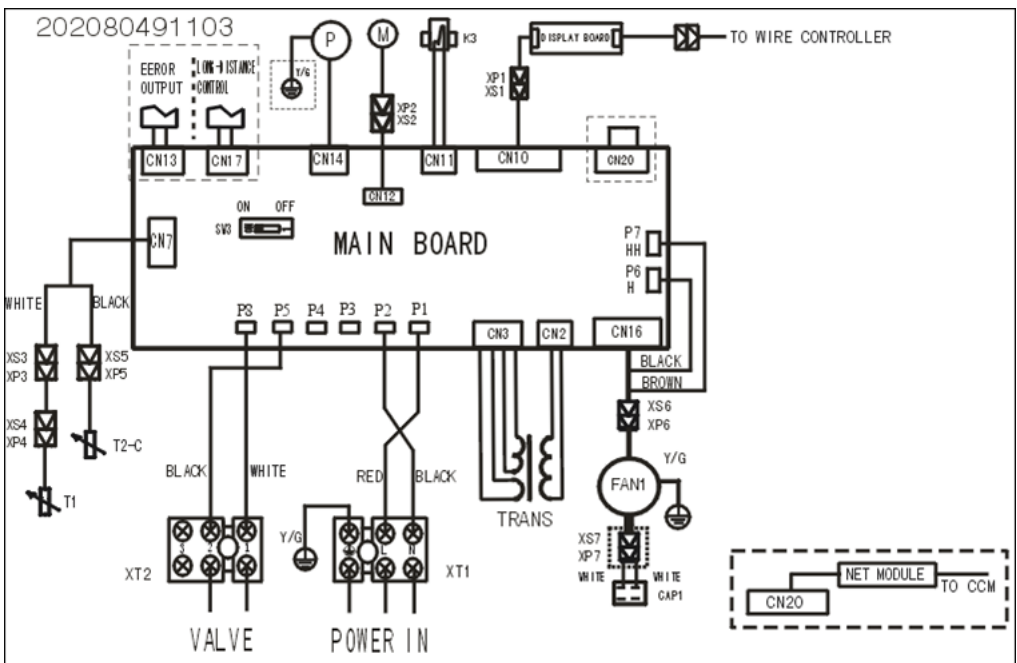 202080491103
P
M
K3
DISPLAY BOARD
TO WIRE CONTROLLER
EEROR
OUTPUT
LONG-DISTANCE
CONTROL
Y/G
XP2
XS2
XP1
XS1
CN13
CN17
CN14
CN11
CN10
CN20
CN12
ON OFF
SW3
MAIN BOARD
CN7
P7
HH
P6
H
WHITE
BLACK
P8
P5
P4
P3
P2
P1
CN3
CN2
CN16
BLACK
BROWN
XS3
XP3
XS5
XP5
XS4
XP4
T2-C
T1
XS6
XP6
BLACK
WHITE
RED
BLACK
TRANS
FAN1
Y/G
3
2
1
XT2
Y/G
L
N
XT1
XS7
XP7
WHITE
WHITE
CAP1
VALVE
POWER IN
NET MODULE
TO CCM
CN20